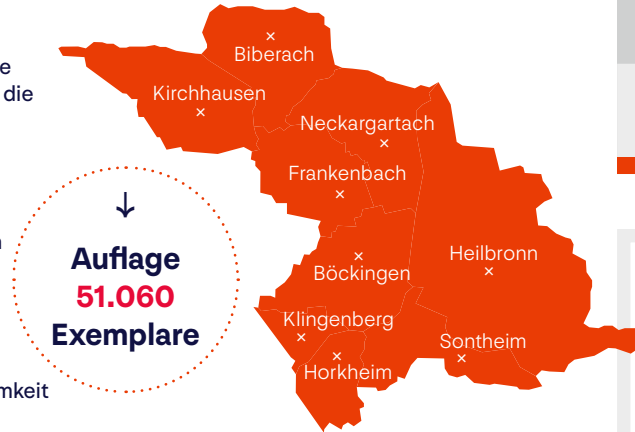 e
die
n
mkeit
↓
Auflage
51.060
Exemplare
Biberach
×
Kirchhausen
×
Neckargartach
×
Frankenbach
×
Heilbronn
×
×
Böckingen
Klingenberg
×
Sontheim
×
×
Horkheim